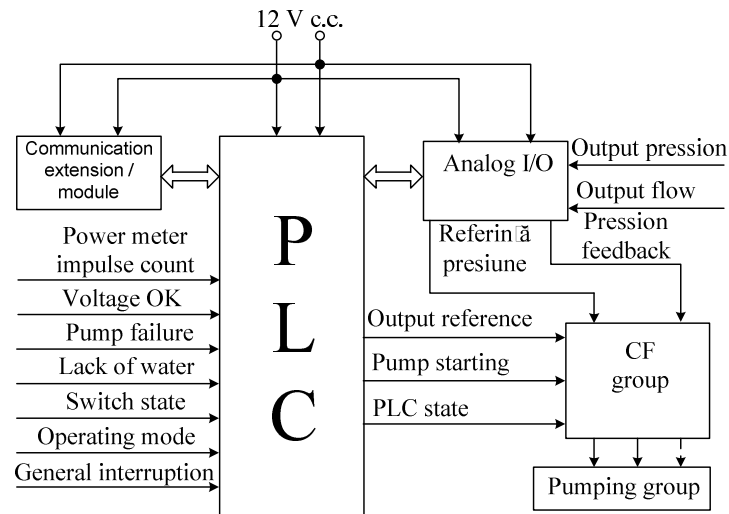 12 V c.c.
Communication
extension /
module
Analog I/O
Output pression
Output flow
Pression
feedback
Referință
presiune
Power meter
impulse count
Voltage OK
Pump failure
Lack of water
Switch state
Operating mode
General interruption
P
L
C
Output reference
Pump starting
PLC state
CF
group
Pumping group